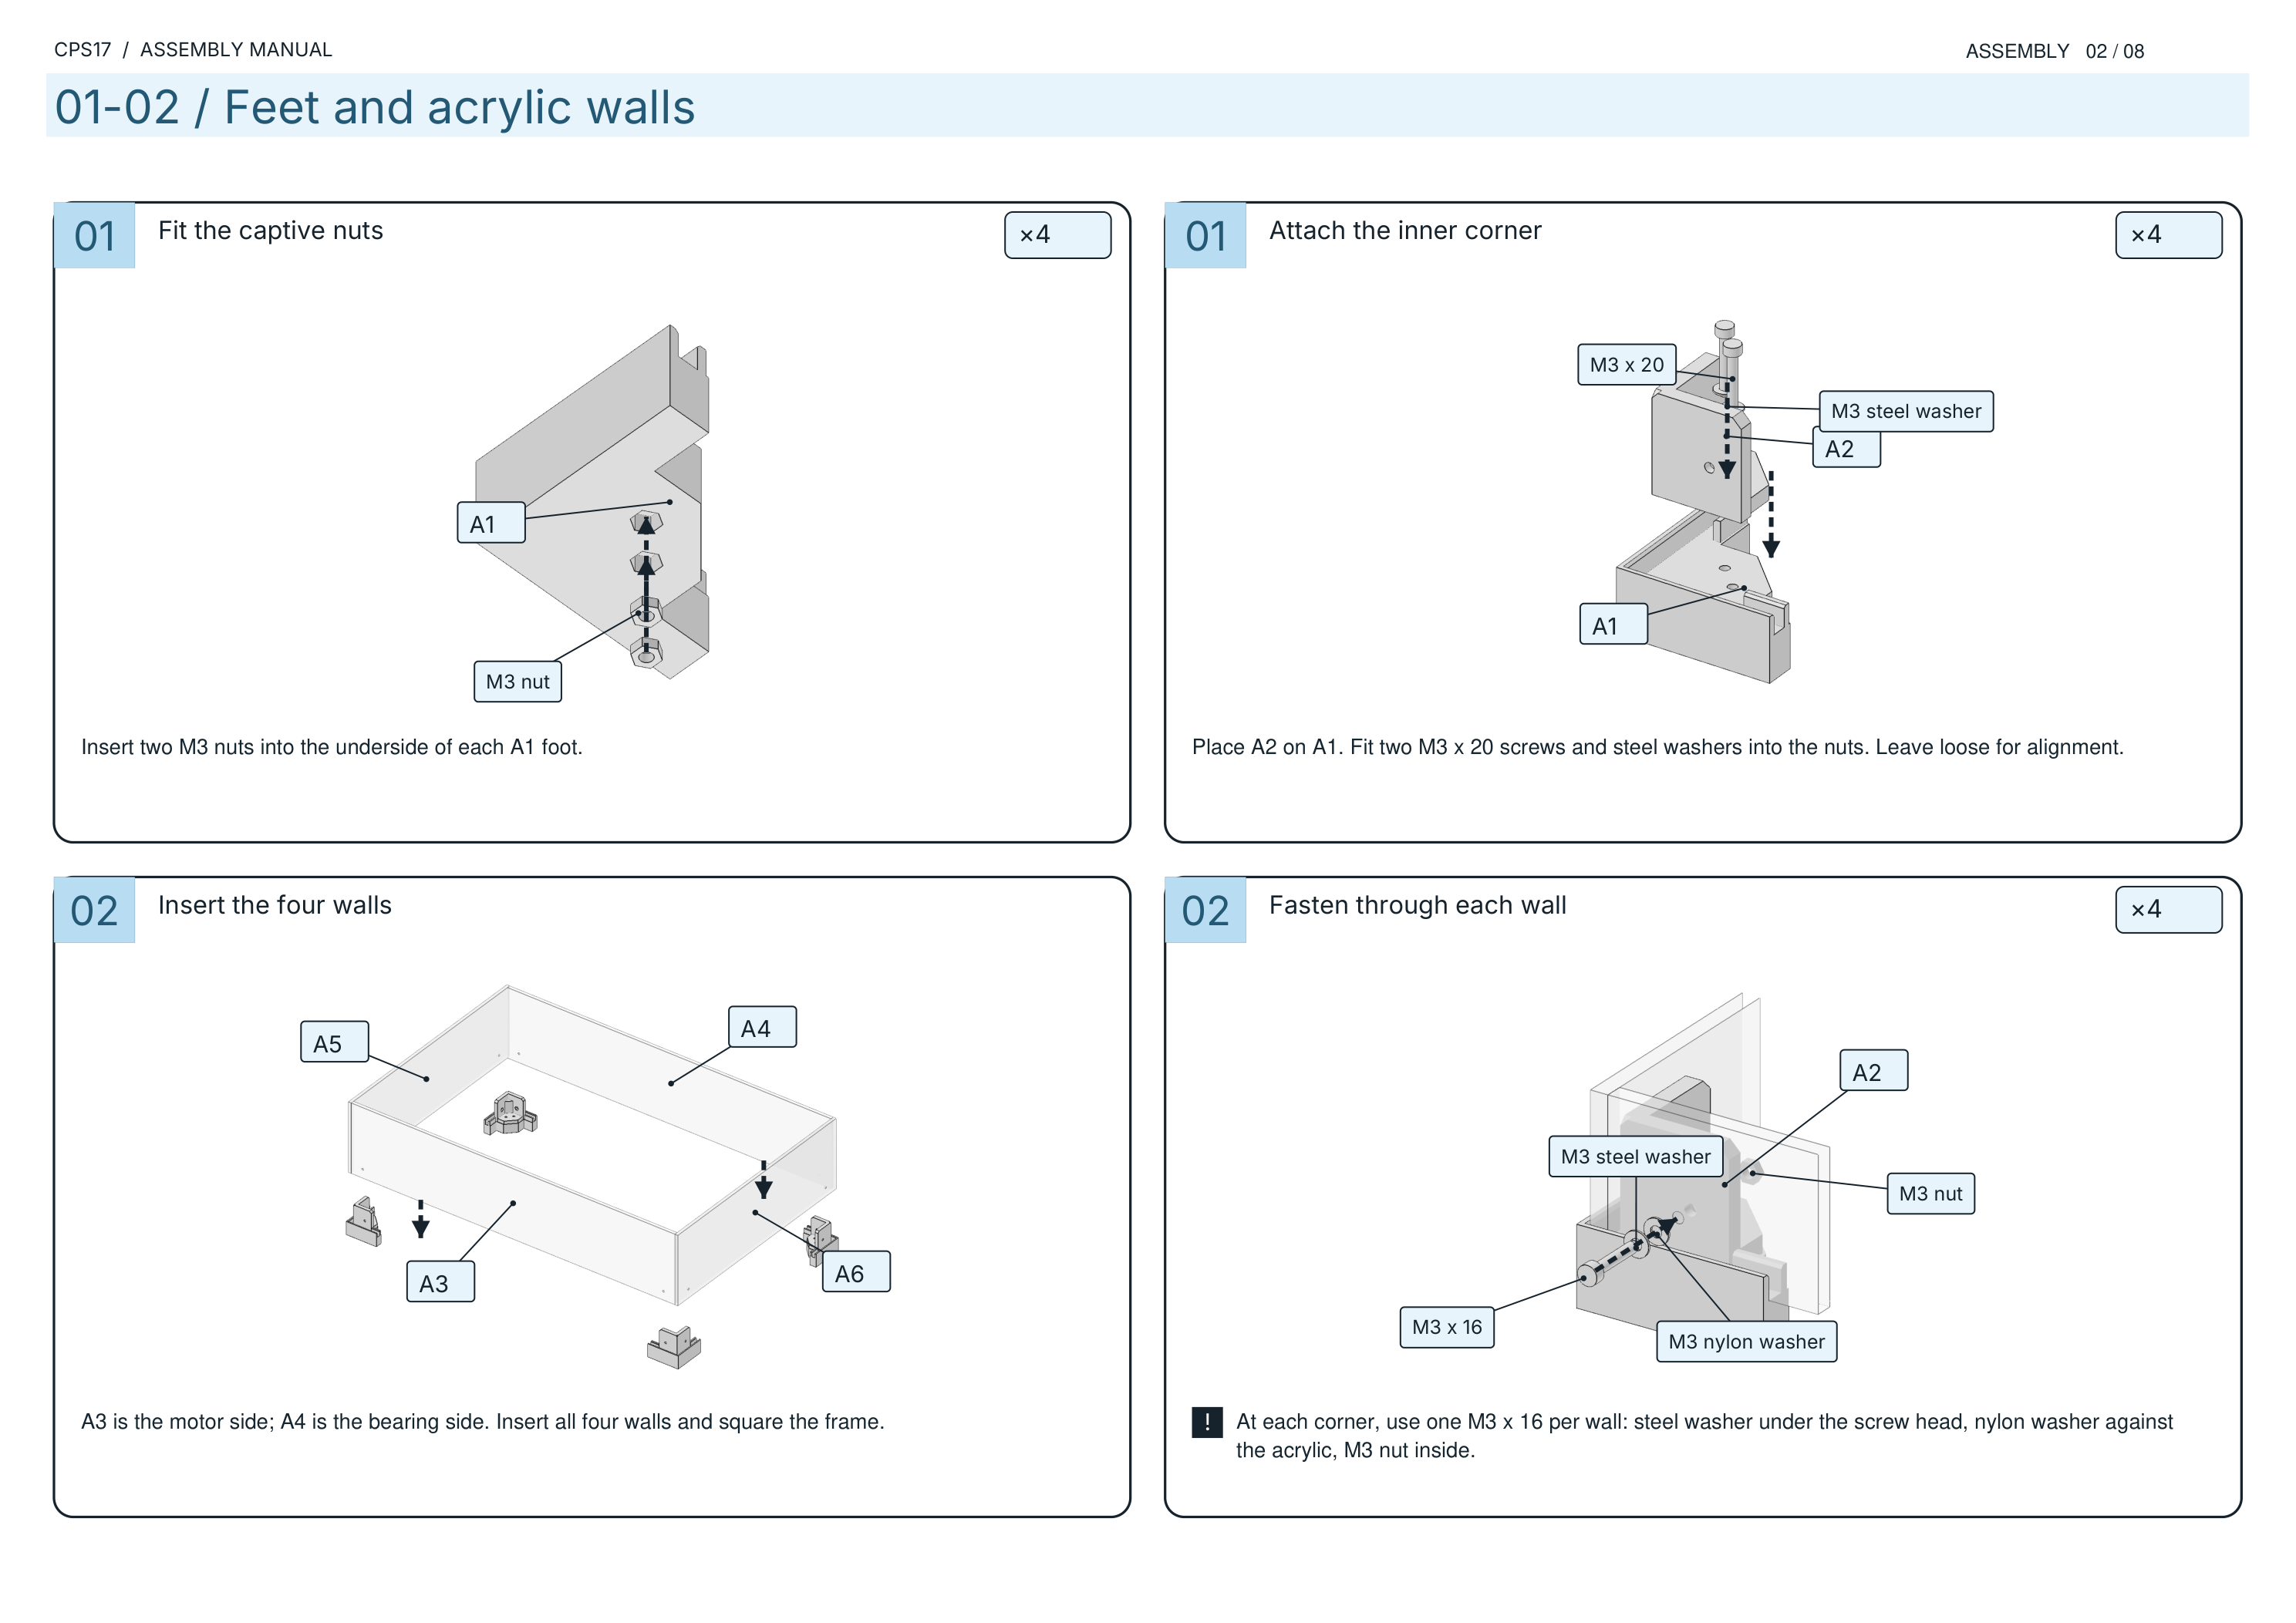 CPS17 / ASSEMBLY MANUAL
ASSEMBLY 02 / 08
01-02 / Feet and acrylic walls
01
Fit the captive nuts
×4
A1
M3 nut
Insert two M3 nuts into the underside of each A1 foot.
01
Attach the inner corner
×4
M3 x 20
M3 steel washer
A2
A1
Place A2 on A1. Fit two M3 x 20 screws and steel washers into the nuts. Leave loose for alignment.
02
Insert the four walls
A5
A4
A3
A6
A3 is the motor side; A4 is the bearing side. Insert all four walls and square the frame.
02
Fasten through each wall
×4
A2
M3 steel washer
M3 nut
M3 x 16
M3 nylon washer
! At each corner, use one M3 x 16 per wall: steel washer under the screw head, nylon washer against
the acrylic, M3 nut inside.